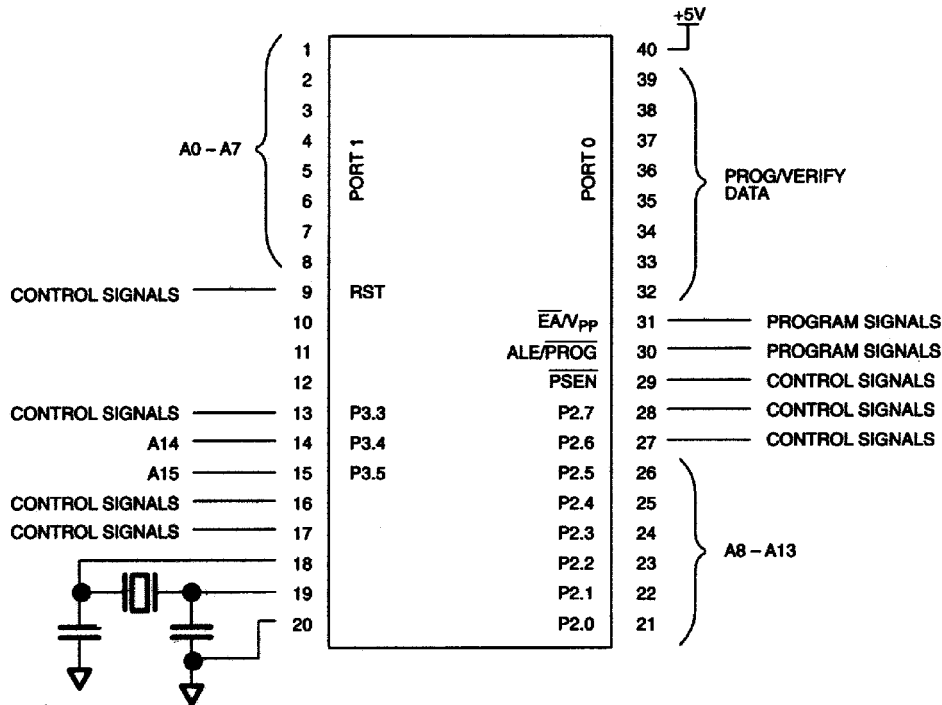 +5V
1 40
2 39
3 38
A0 – A7 4 PORT 1 PORT 0 37
5 36 PROG/VERIFY
6 35 DATA
7 34
8 33
CONTROL SIGNALS 9 RST 32
10 E̅A̅/VPP 31 PROGRAM SIGNALS
11 ALE/P̅R̅O̅G̅ 30 PROGRAM SIGNALS
12 P̅S̅E̅N̅ 29 CONTROL SIGNALS
CONTROL SIGNALS 13 P3.3 P2.7 28 CONTROL SIGNALS
A14 14 P3.4 P2.6 27 CONTROL SIGNALS
A15 15 P3.5 P2.5 26
CONTROL SIGNALS 16 P2.4 25
CONTROL SIGNALS 17 P2.3 24
18 P2.2 23 A8 – A13
19 P2.1 22
20 P2.0 21